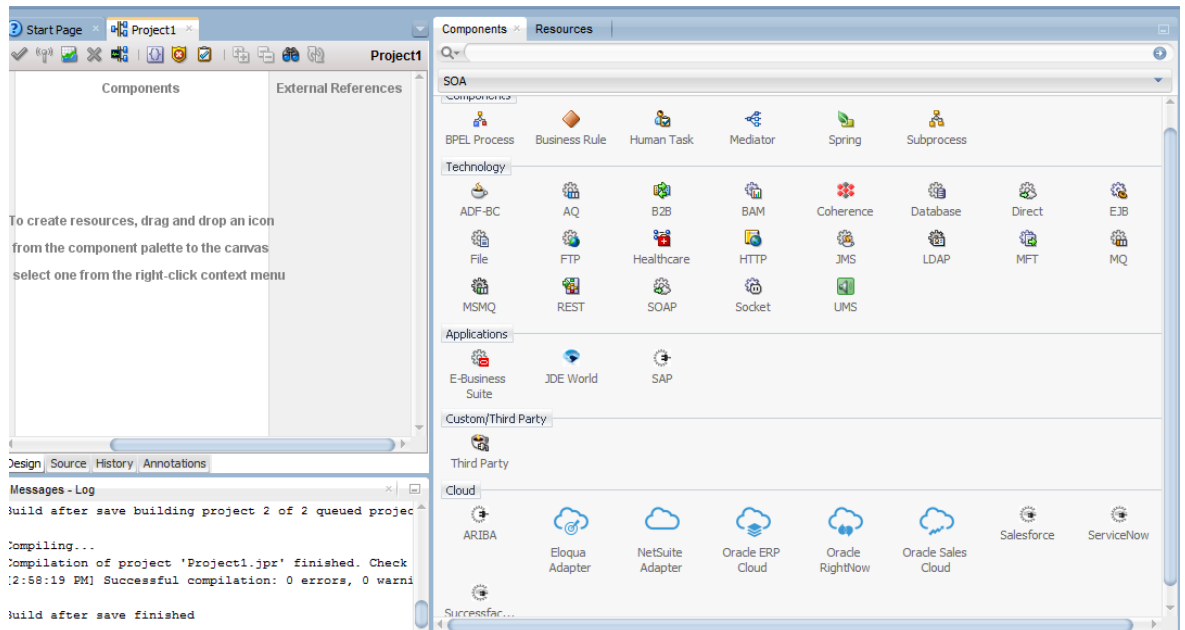 Start Page
Project1
Project1
Components
External References
To create resources, drag and drop an icon
from the component palette to the canvas
select one from the right-click context menu
Design Source History Annotations
Messages - Log
Build after save building project 2 of 2 queued projec
Compiling...
Compilation of project 'Project1.jpr' finished. Check
[2:58:19 PM] Successful compilation: 0 errors, 0 warni
Build after save finished
Components
Resources
SOA
Components
BPEL Process Business Rule Human Task Mediator Spring Subprocess
Technology
ADF-BC AQ B2B BAM Coherence Database Direct EJB
File FTP Healthcare HTTP JMS LDAP MFT MQ
MSMQ REST SOAP Socket UMS
Applications
E-Business JDE World SAP
Suite
Custom/Third Party
Third Party
Cloud
ARIBA Eloqua NetSuite Oracle ERP Oracle Oracle Sales Salesforce ServiceNow
Adapter Adapter Cloud RightNow Cloud
Successfac...